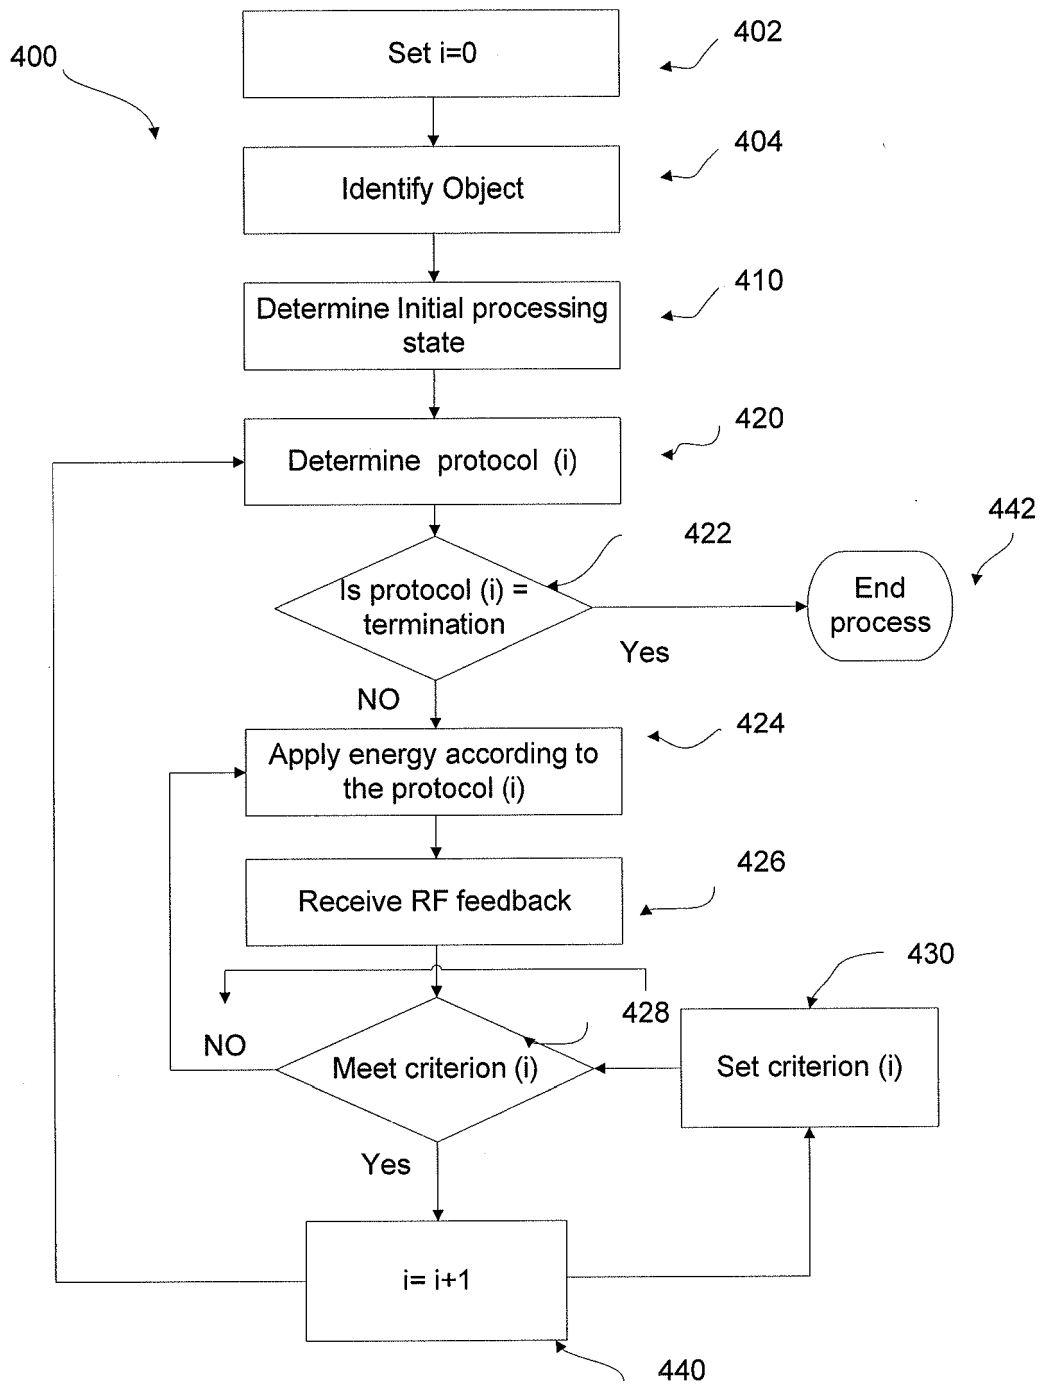 400
Set i=0
402
Identify Object
404
Determine Initial processing
state
410
Determine protocol (i)
420
Is protocol (i) =
termination
422
Yes
End
process
442
NO
Apply energy according to
the protocol (i)
424
Receive RF feedback
426
NO
Meet criterion (i)
428
Set criterion (i)
430
Yes
i= i+1
440